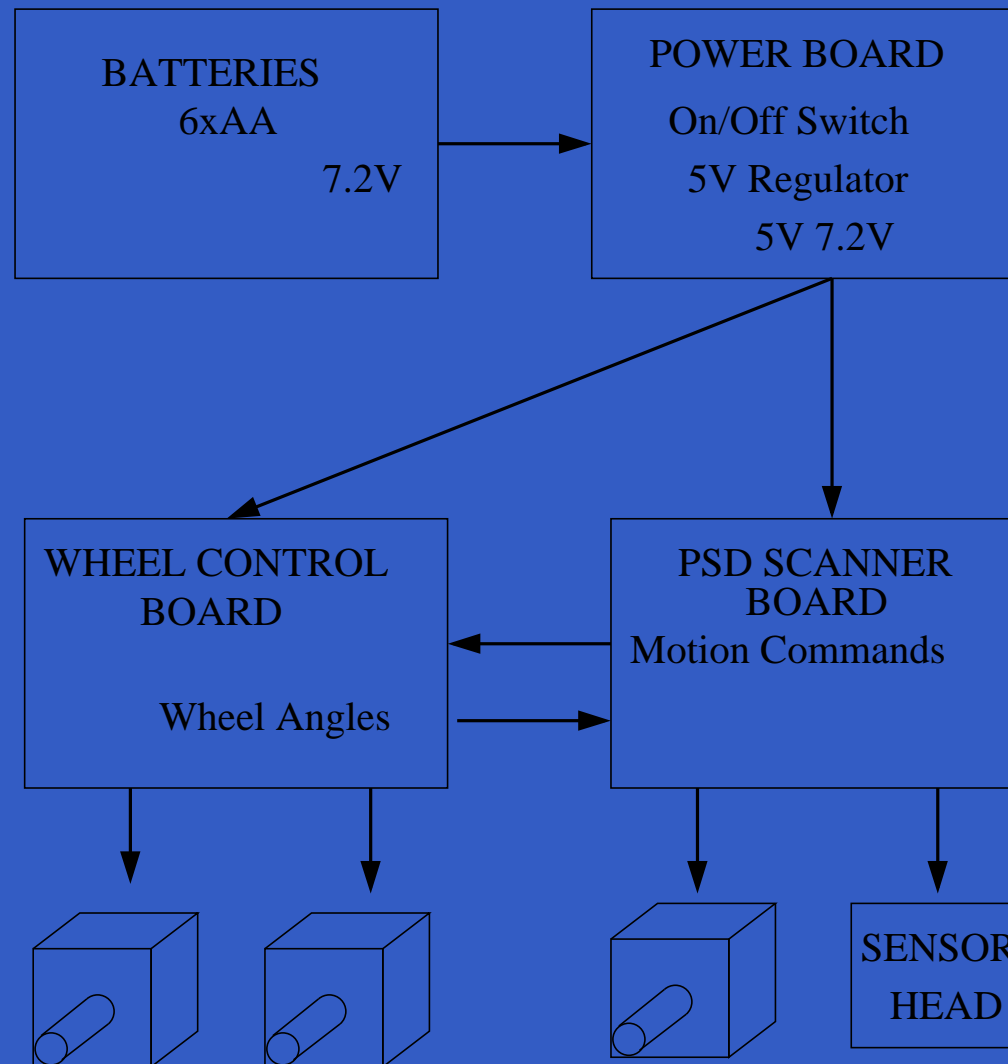 BATTERIES
6xAA
7.2V
POWER BOARD
On/Off Switch
5V Regulator
5V 7.2V
WHEEL CONTROL
BOARD
Wheel Angles
PSD SCANNER
BOARD
Motion Commands
SENSOR
HEAD